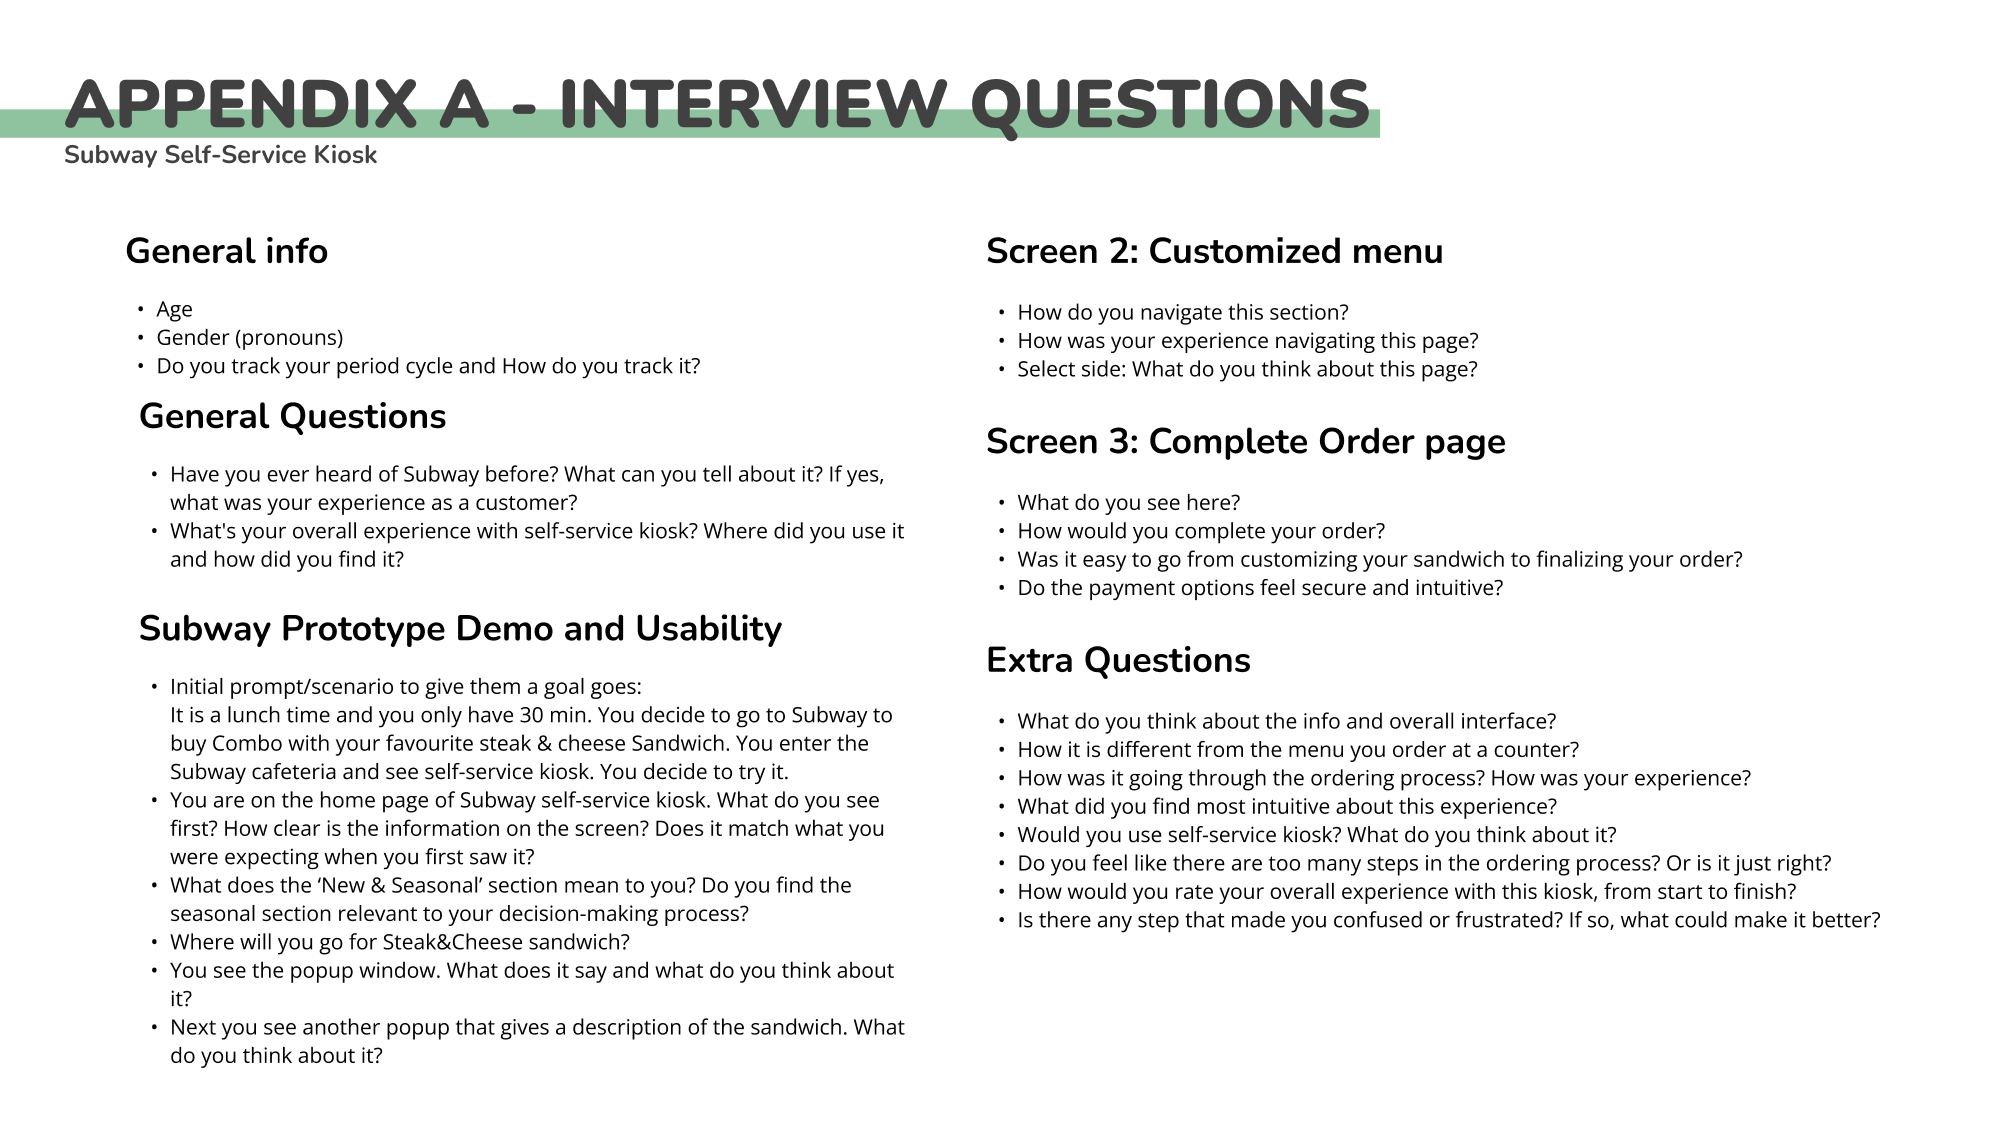 APPENDIX A - INTERVIEW QUESTIONS
Subway Self-Service Kiosk
General info
• Age
• Gender (pronouns)
• Do you track your period cycle and How do you track it?
General Questions
• Have you ever heard of Subway before? What can you tell about it? If yes,
what was your experience as a customer?
• What's your overall experience with self-service kiosk? Where did you use it
and how did you find it?
Subway Prototype Demo and Usability
• Initial prompt/scenario to give them a goal goes:
It is a lunch time and you only have 30 min. You decide to go to Subway to
buy Combo with your favourite steak & cheese Sandwich. You enter the
Subway cafeteria and see self-service kiosk. You decide to try it.
• You are on the home page of Subway self-service kiosk. What do you see
first? How clear is the information on the screen? Does it match what you
were expecting when you first saw it?
• What does the ‘New & Seasonal’ section mean to you? Do you find the
seasonal section relevant to your decision-making process?
• Where will you go for Steak&Cheese sandwich?
• You see the popup window. What does it say and what do you think about
it?
• Next you see another popup that gives a description of the sandwich. What
do you think about it?
Screen 2: Customized menu
• How do you navigate this section?
• How was your experience navigating this page?
• Select side: What do you think about this page?
Screen 3: Complete Order page
• What do you see here?
• How would you complete your order?
• Was it easy to go from customizing your sandwich to finalizing your order?
• Do the payment options feel secure and intuitive?
Extra Questions
• What do you think about the info and overall interface?
• How it is different from the menu you order at a counter?
• How was it going through the ordering process? How was your experience?
• What did you find most intuitive about this experience?
• Would you use self-service kiosk? What do you think about it?
• Do you feel like there are too many steps in the ordering process? Or is it just right?
• How would you rate your overall experience with this kiosk, from start to finish?
• Is there any step that made you confused or frustrated? If so, what could make it better?